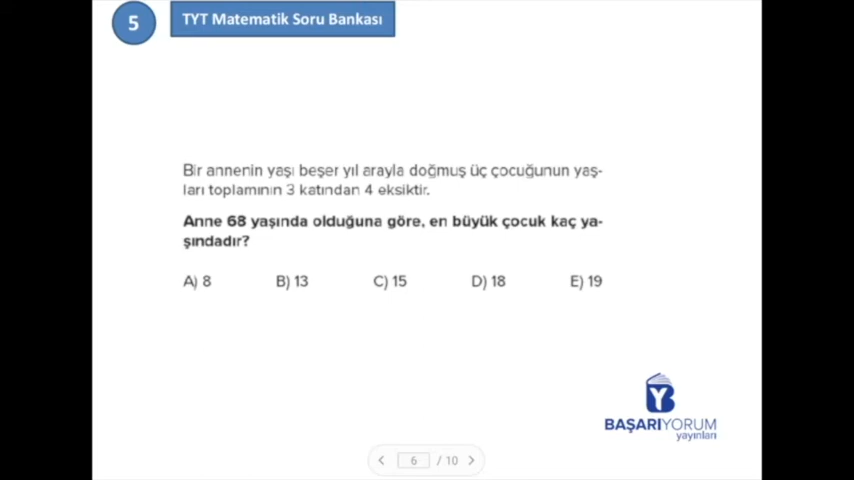 5
TYT Matematik Soru Bankası
Bir annenin yaşı beşer yıl arayla doğmuş üç çocuğunun yaş-
ları toplamının 3 katından 4 eksiktir.
Anne 68 yaşında olduğuna göre, en büyük çocuk kaç ya-
şındadır?
A) 8 B) 13 C) 15 D) 18 E) 19
BAŞARIYORUM
yayınları
6 / 10